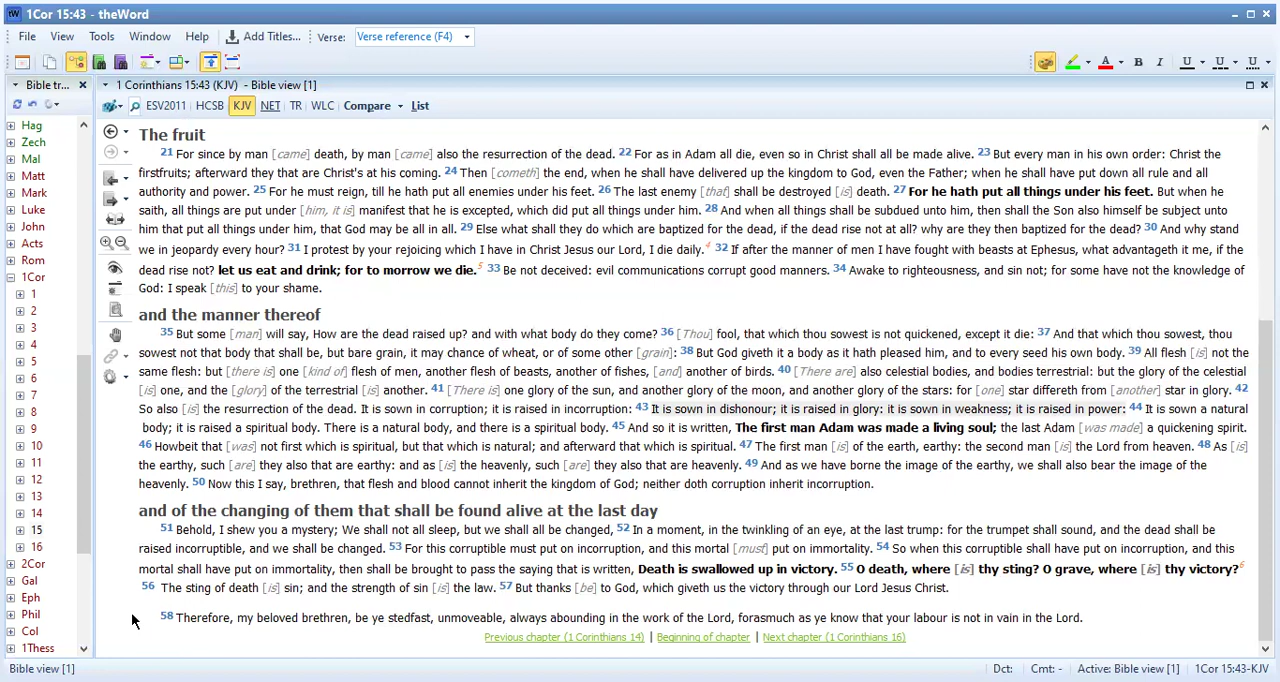 1Cor 15:43 - theWord
File View Tools Window Help Add Titles... Verse: Verse reference (F4)
B I U U U
Bible tr... 1 Corinthians 15:43 (KJV) - Bible view [1]
ESV2011 HCSB KJV NET TR WLC Compare List
Hag
Zech
Mal
Matt
Mark
Luke
John
Acts
Rom
1Cor
1
2
3
4
5
6
7
8
9
10
11
12
13
14
15
16
2Cor
Gal
Eph
Phil
Col
1Thess
The fruit
21 For since by man [came] death, by man [came] also the resurrection of the dead. 22 For as in Adam all die, even so in Christ shall all be made alive. 23 But every man in his own order: Christ the
firstfruits; afterward they that are Christ's at his coming. 24 Then [cometh] the end, when he shall have delivered up the kingdom to God, even the Father; when he shall have put down all rule and all
authority and power. 25 For he must reign, till he hath put all enemies under his feet. 26 The last enemy [that] shall be destroyed [is] death. 27 For he hath put all things under his feet. But when he
saith, all things are put under [him, it is] manifest that he is excepted, which did put all things under him. 28 And when all things shall be subdued unto him, then shall the Son also himself be subject unto
him that put all things under him, that God may be all in all. 29 Else what shall they do which are baptized for the dead, if the dead rise not at all? why are they then baptized for the dead? 30 And why stand
we in jeopardy every hour? 31 I protest by your rejoicing which I have in Christ Jesus our Lord, I die daily.4 32 If after the manner of men I have fought with beasts at Ephesus, what advantageth it me, if the
dead rise not? let us eat and drink; for to morrow we die.5 33 Be not deceived: evil communications corrupt good manners. 34 Awake to righteousness, and sin not; for some have not the knowledge of
God: I speak [this] to your shame.
and the manner thereof
35 But some [man] will say, How are the dead raised up? and with what body do they come? 36 [Thou] fool, that which thou sowest is not quickened, except it die: 37 And that which thou sowest, thou
sowest not that body that shall be, but bare grain, it may chance of wheat, or of some other [grain]: 38 But God giveth it a body as it hath pleased him, and to every seed his own body. 39 All flesh [is] not the
same flesh: but [there is] one [kind of] flesh of men, another flesh of beasts, another of fishes, [and] another of birds. 40 [There are] also celestial bodies, and bodies terrestrial: but the glory of the celestial
[is] one, and the [glory] of the terrestrial [is] another. 41 [There is] one glory of the sun, and another glory of the moon, and another glory of the stars: for [one] star differeth from [another] star in glory. 42
So also [is] the resurrection of the dead. It is sown in corruption; it is raised in incorruption: 43 It is sown in dishonour; it is raised in glory: it is sown in weakness; it is raised in power: 44 It is sown a natural
body; it is raised a spiritual body. There is a natural body, and there is a spiritual body. 45 And so it is written, The first man Adam was made a living soul; the last Adam [was made] a quickening spirit.
46 Howbeit that [was] not first which is spiritual, but that which is natural; and afterward that which is spiritual. 47 The first man [is] of the earth, earthy: the second man [is] the Lord from heaven. 48 As [is]
the earthy, such [are] they also that are earthy: and as [is] the heavenly, such [are] they also that are heavenly. 49 And as we have borne the image of the earthy, we shall also bear the image of the
heavenly. 50 Now this I say, brethren, that flesh and blood cannot inherit the kingdom of God; neither doth corruption inherit incorruption.
and of the changing of them that shall be found alive at the last day
51 Behold, I shew you a mystery; We shall not all sleep, but we shall all be changed, 52 In a moment, in the twinkling of an eye, at the last trump: for the trumpet shall sound, and the dead shall be
raised incorruptible, and we shall be changed. 53 For this corruptible must put on incorruption, and this mortal [must] put on immortality. 54 So when this corruptible shall have put on incorruption, and this
mortal shall have put on immortality, then shall be brought to pass the saying that is written, Death is swallowed up in victory. 55 O death, where [is] thy sting? O grave, where [is] thy victory?6
56 The sting of death [is] sin; and the strength of sin [is] the law. 57 But thanks [be] to God, which giveth us the victory through our Lord Jesus Christ.
58 Therefore, my beloved brethren, be ye stedfast, unmoveable, always abounding in the work of the Lord, forasmuch as ye know that your labour is not in vain in the Lord.
Previous chapter (1 Corinthians 14) | Beginning of chapter | Next chapter (1 Corinthians 16)
Bible view [1] Dct: Cmt: - Active: Bible view [1] 1Cor 15:43-KJV